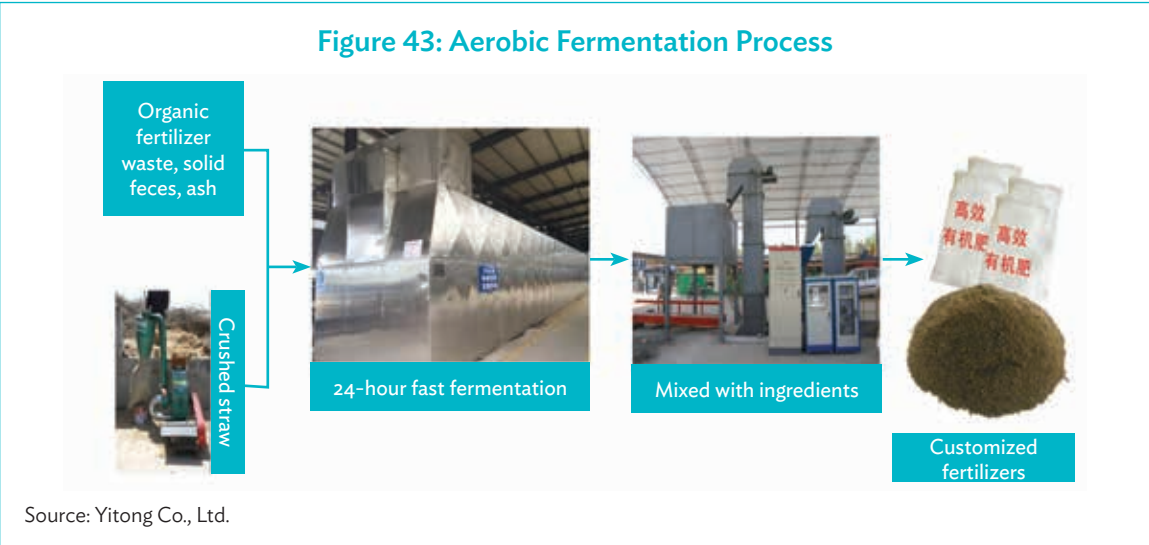 Figure 43: Aerobic Fermentation Process
Organic
fertilizer
waste, solid
feces, ash
Crushed straw
24-hour fast fermentation
Mixed with ingredients
高效
有机肥
高效
有机肥
Customized
fertilizers
Source: Yitong Co., Ltd.